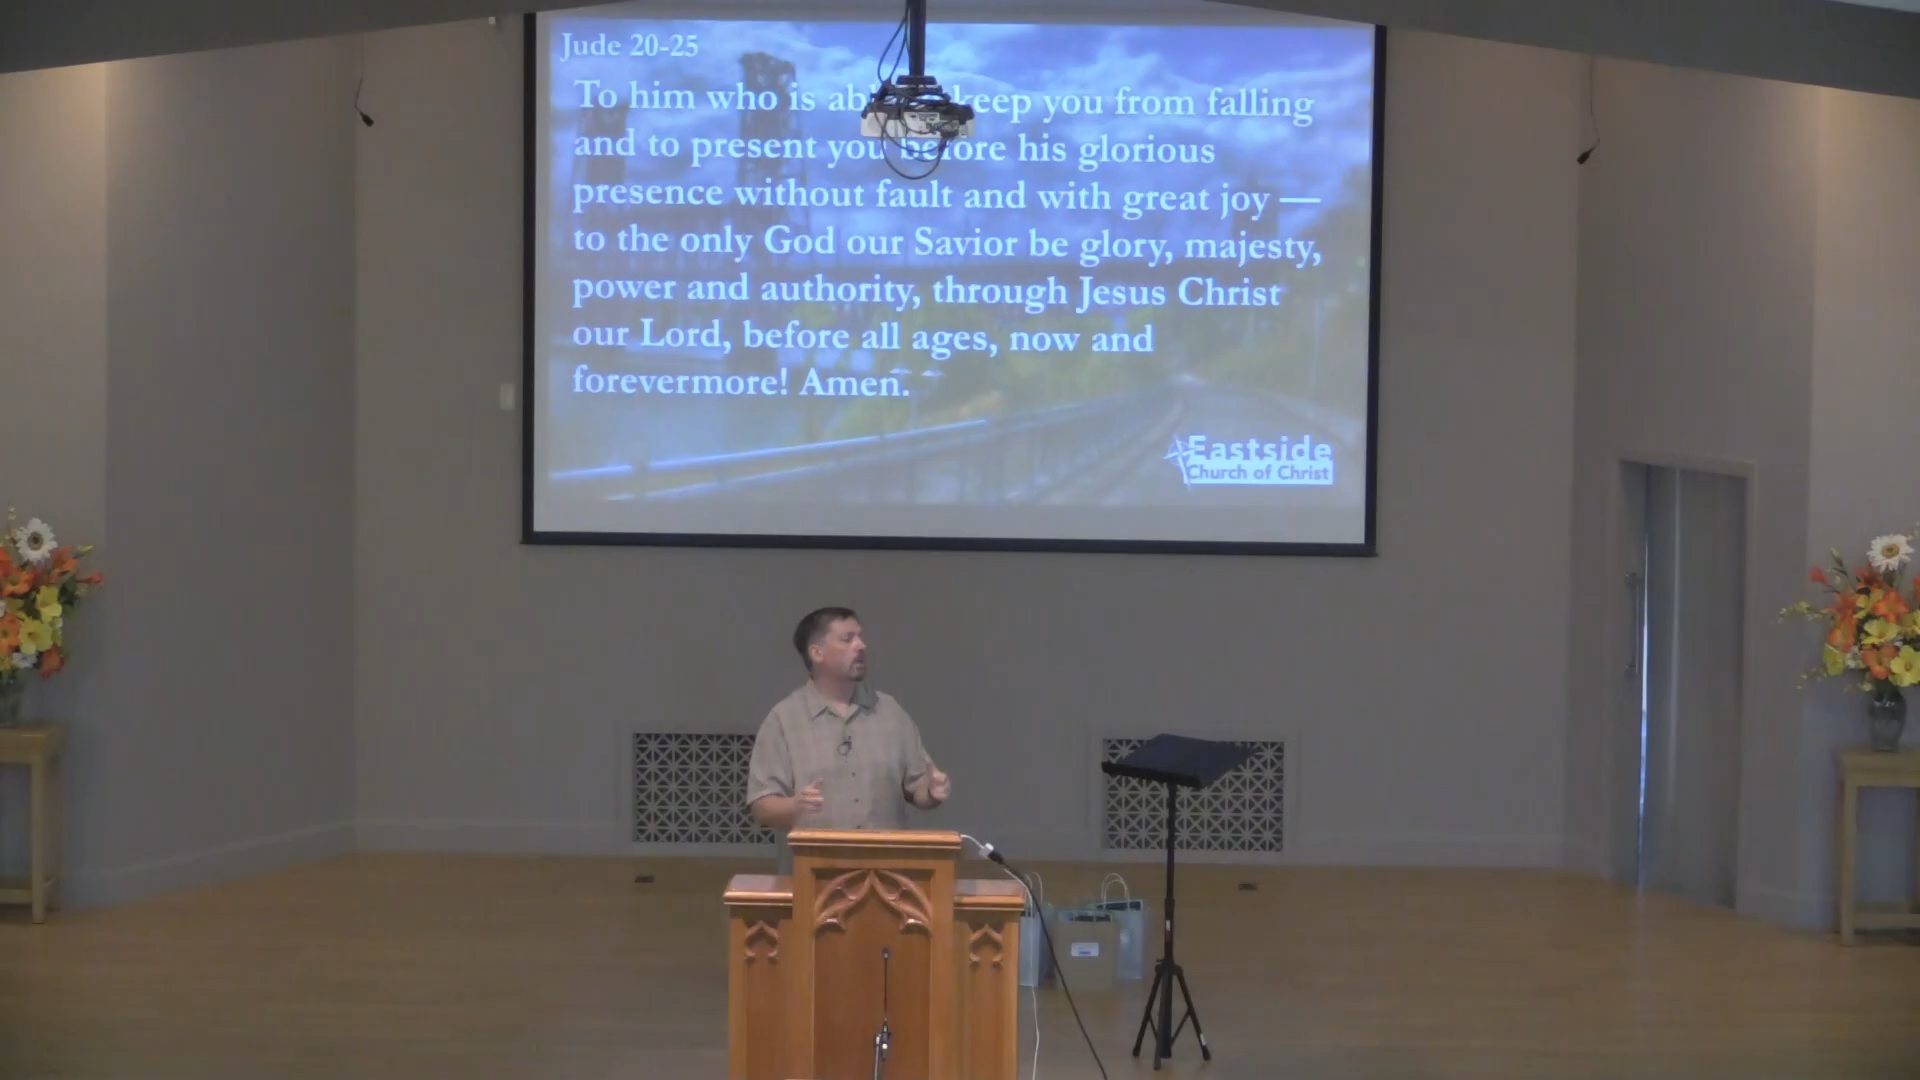 Jude 20-25
To him who is ab keep you from falling
and to present you before his glorious
presence without fault and with great joy —
to the only God our Savior be glory, majesty,
power and authority, through Jesus Christ
our Lord, before all ages, now and
forevermore! Amen.
Eastside
Church of Christ